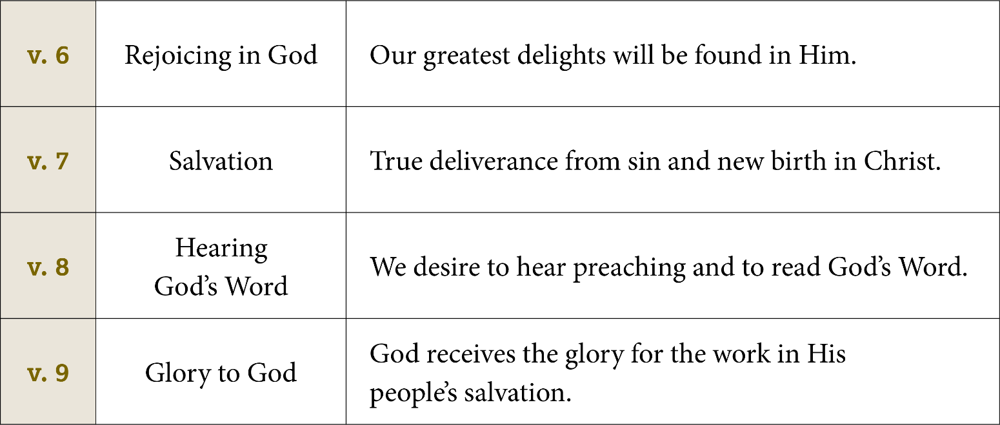 v. 6 Rejoicing in God Our greatest delights will be found in Him.
v. 7 Salvation True deliverance from sin and new birth in Christ.
v. 8
Hearing
God’s Word
We desire to hear preaching and to read God’s Word.
v. 9 Glory to God
God receives the glory for the work in His
people’s salvation.